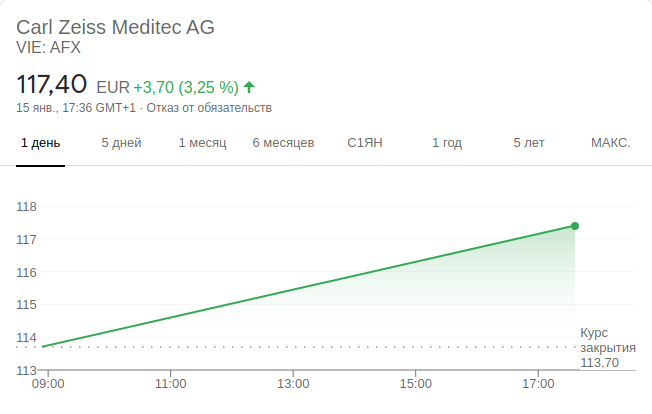 Carl Zeiss Meditec AG
VIE: AFX
117,40 EUR +3,70 (3,25 %)
15 янв., 17:36 GMT+1 · Отказ от обязательств
1 день 5 дней 1 месяц 6 месяцев С1ЯН 1 год 5 лет МАКС.
118
117
116
115
114
Курс
закрытия
113,70
113
09:00 11:00 13:00 15:00 17:00